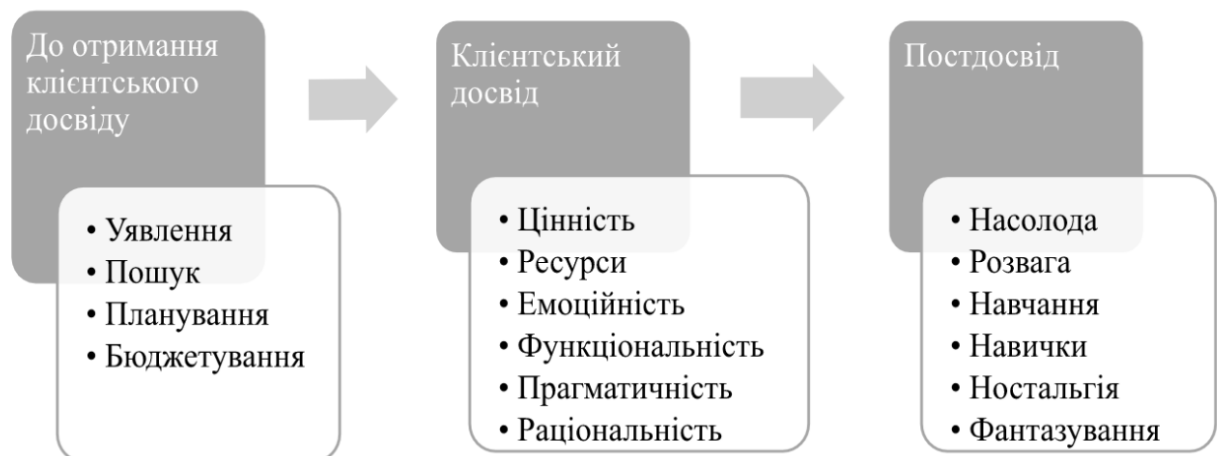 До отримання
клієнтського
досвіду
• Уявлення
• Пошук
• Планування
• Бюджетування
Клієнтський
досвід
• Цінність
• Ресурси
• Емоційність
• Функціональність
• Прагматичність
• Раціональність
Постдосвід
• Насолода
• Розвага
• Навчання
• Навички
• Ностальгія
• Фантазування